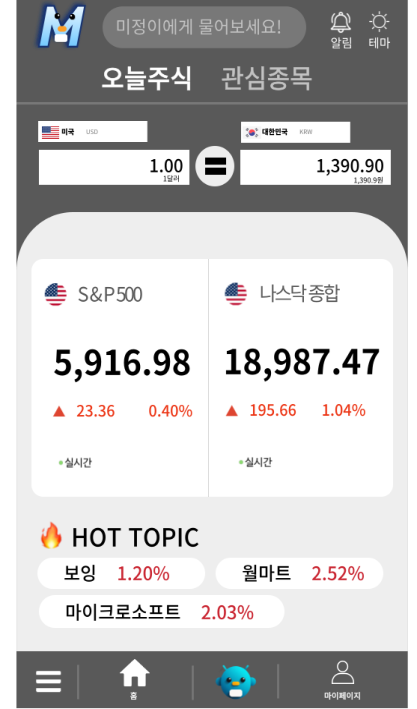 M
미정이에게 물어보세요!
알림
테마
오늘주식 관심종목
미국 USD
대한민국 KRW
1.00
1달러
1,390.90
1,390.9원
S&P500
나스닥 종합
5,916.98
18,987.47
▲ 23.36 0.40%
▲ 195.66 1.04%
실시간
실시간
HOT TOPIC
보잉 1.20%
월마트 2.52%
마이크로소프트 2.03%
홈
마이페이지